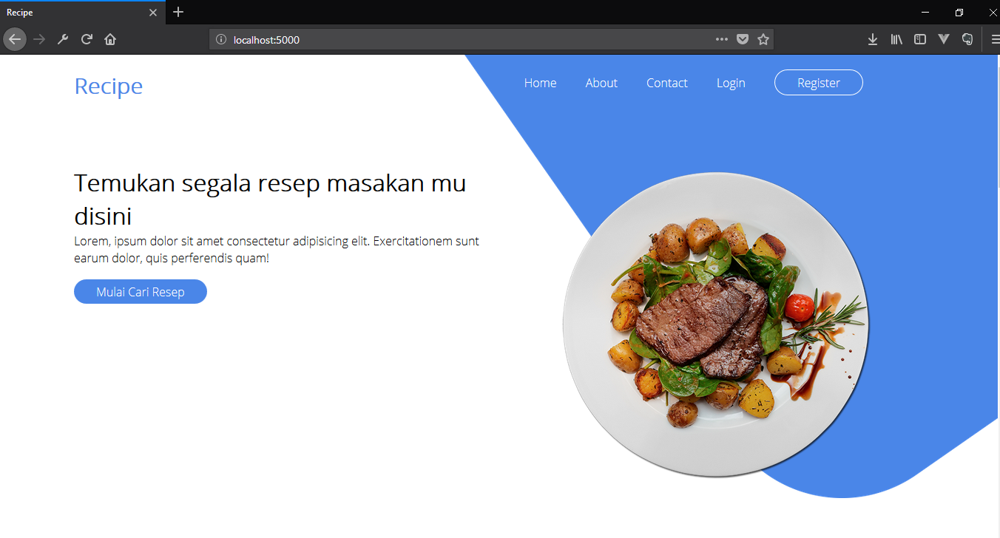 Recipe
localhost:5000
Recipe
Home About Contact Login Register
Temukan segala resep masakan mu
disini
Lorem, ipsum dolor sit amet consectetur adipisicing elit. Exercitationem sunt
earum dolor, quis perferendis quam!
Mulai Cari Resep